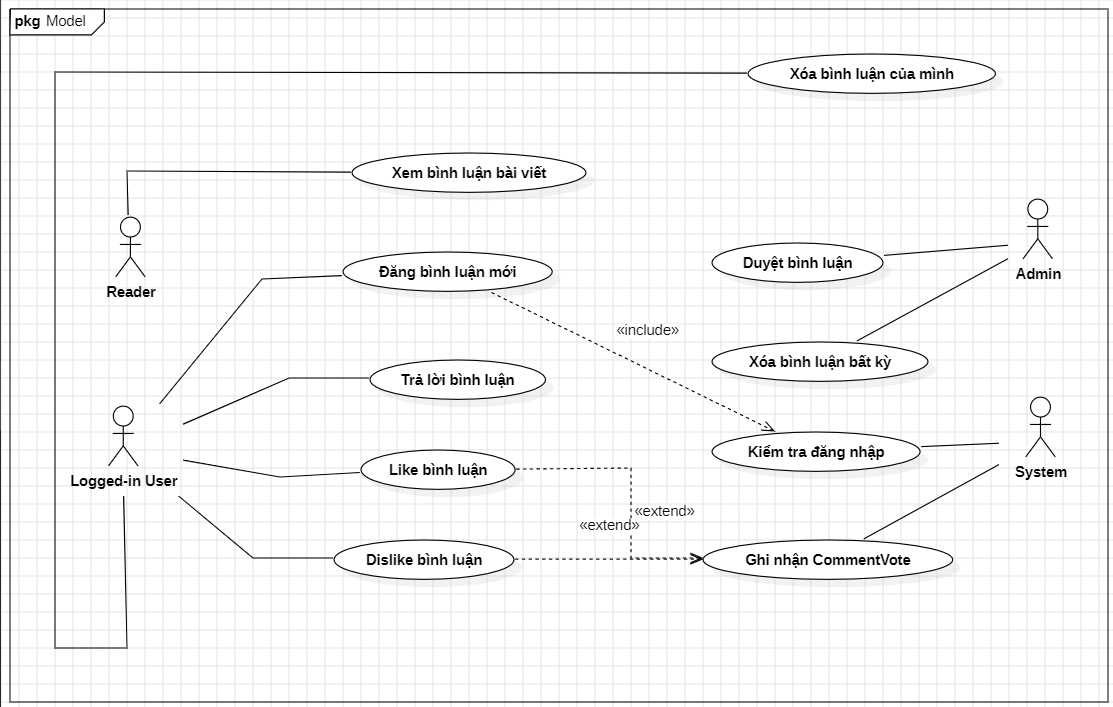 pkg Model
Xóa bình luận của mình
Xem bình luận bài viết
Reader
Đăng bình luận mới
Duyệt bình luận
Admin
«include»
Xóa bình luận bất kỳ
Trả lời bình luận
Logged-in User
Like bình luận
Kiểm tra đăng nhập
System
«extend»
«extend»
Dislike bình luận
Ghi nhận CommentVote